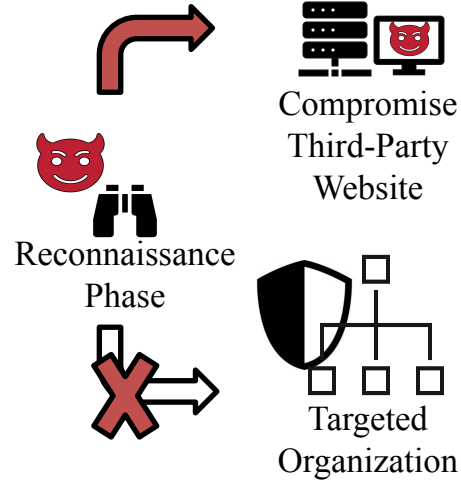 Compromise
Third-Party
Website
Reconnaissance
Phase
Targeted
Organization